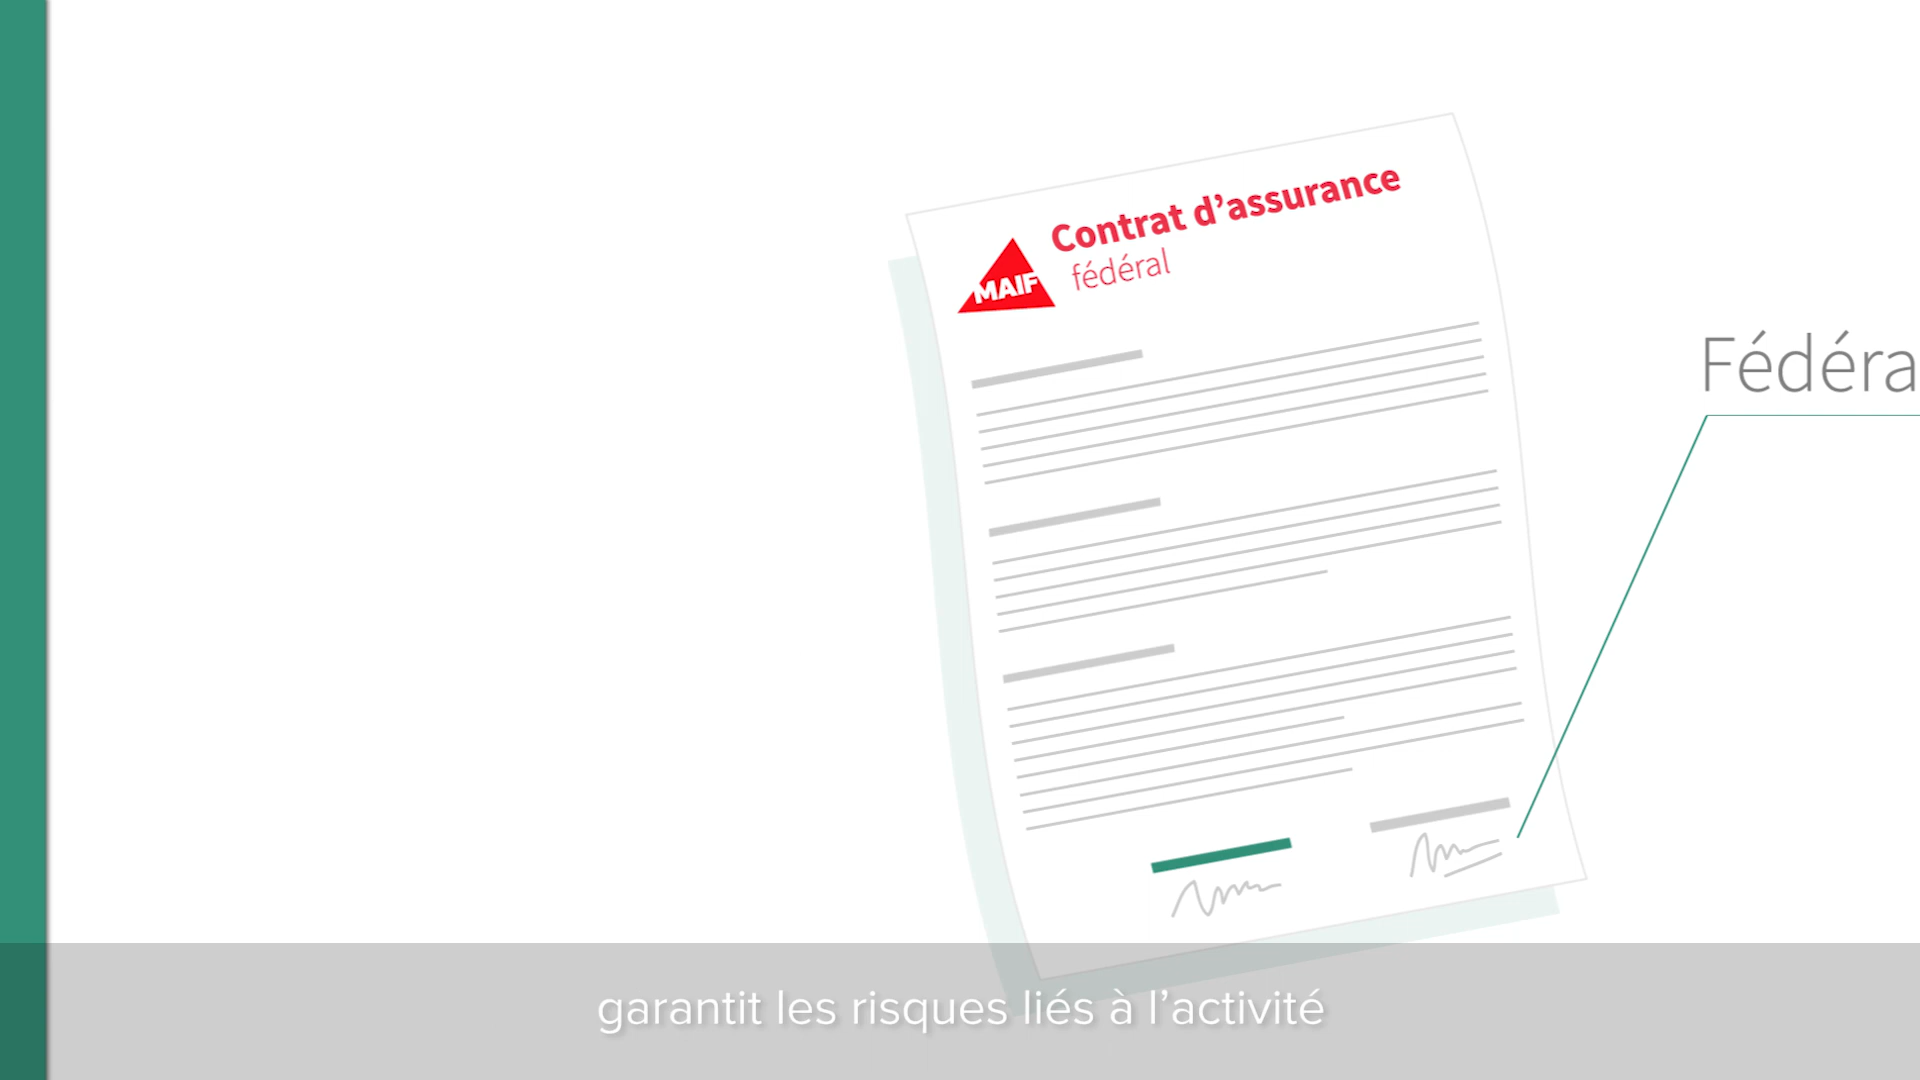 Contrat d’assurance
fédéral
MAIF
Fédéra
garantit les risques liés à l’activité